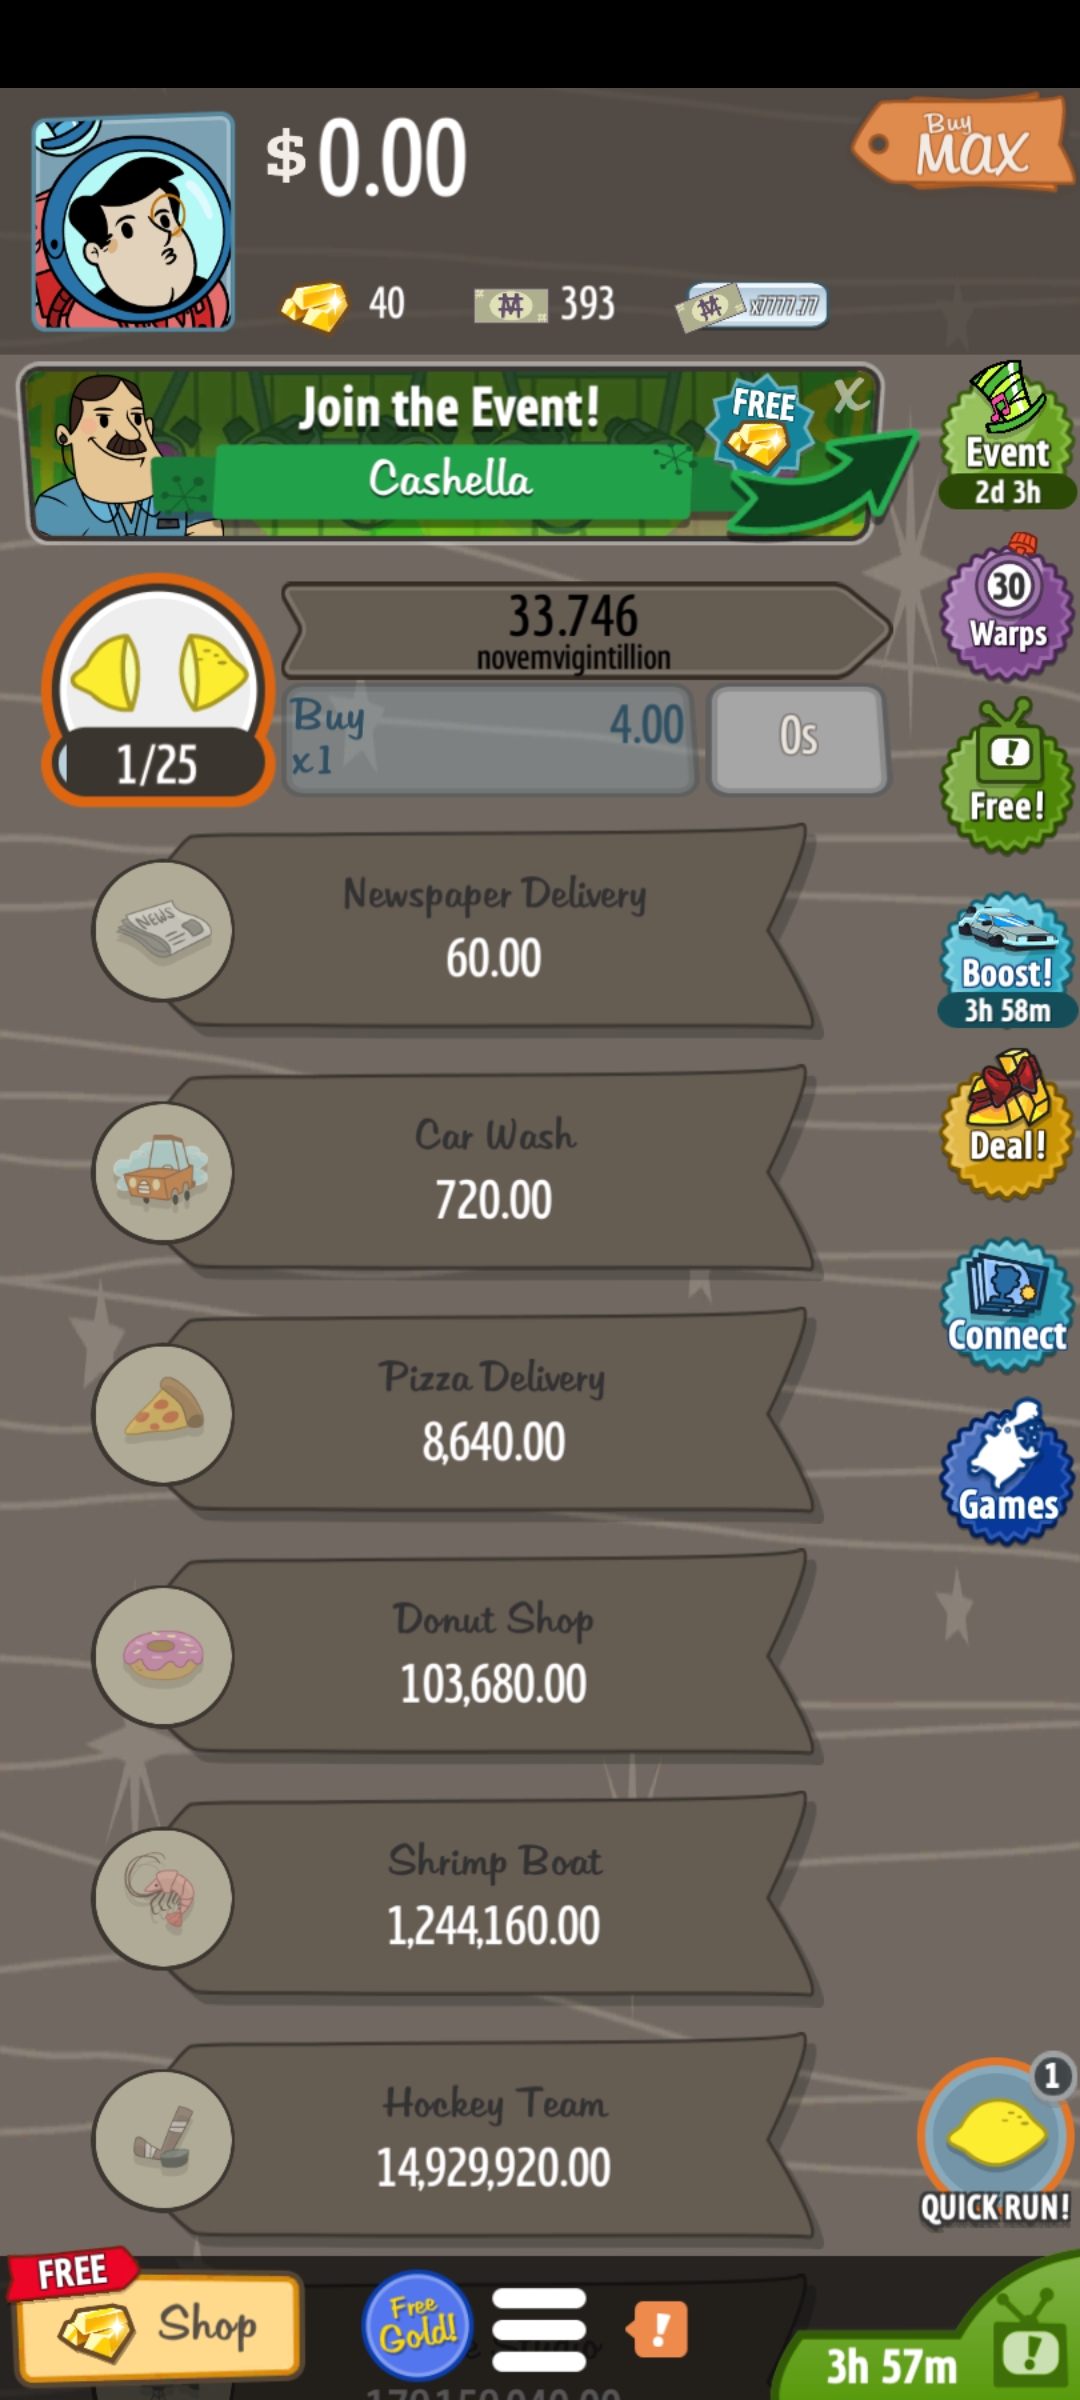 $0.00
Buy
MAX
40
393
x7777.77
Join the Event!
FREE
X
Cashella
Event
2d 3h
33.746
novemvigintillion
30
Warps
Buy
x1
4.00
0s
1/25
Free!
Newspaper Delivery
NEWS
60.00
Boost!
3h 58m
Car Wash
720.00
Deal!
Pizza Delivery
8,640.00
Connect
Games
Donut Shop
103,680.00
Shrimp Boat
1,244,160.00
Hockey Team
14,929,920.00
1
QUICK RUN!
FREE
Shop
Free
Gold!
!
3h 57m